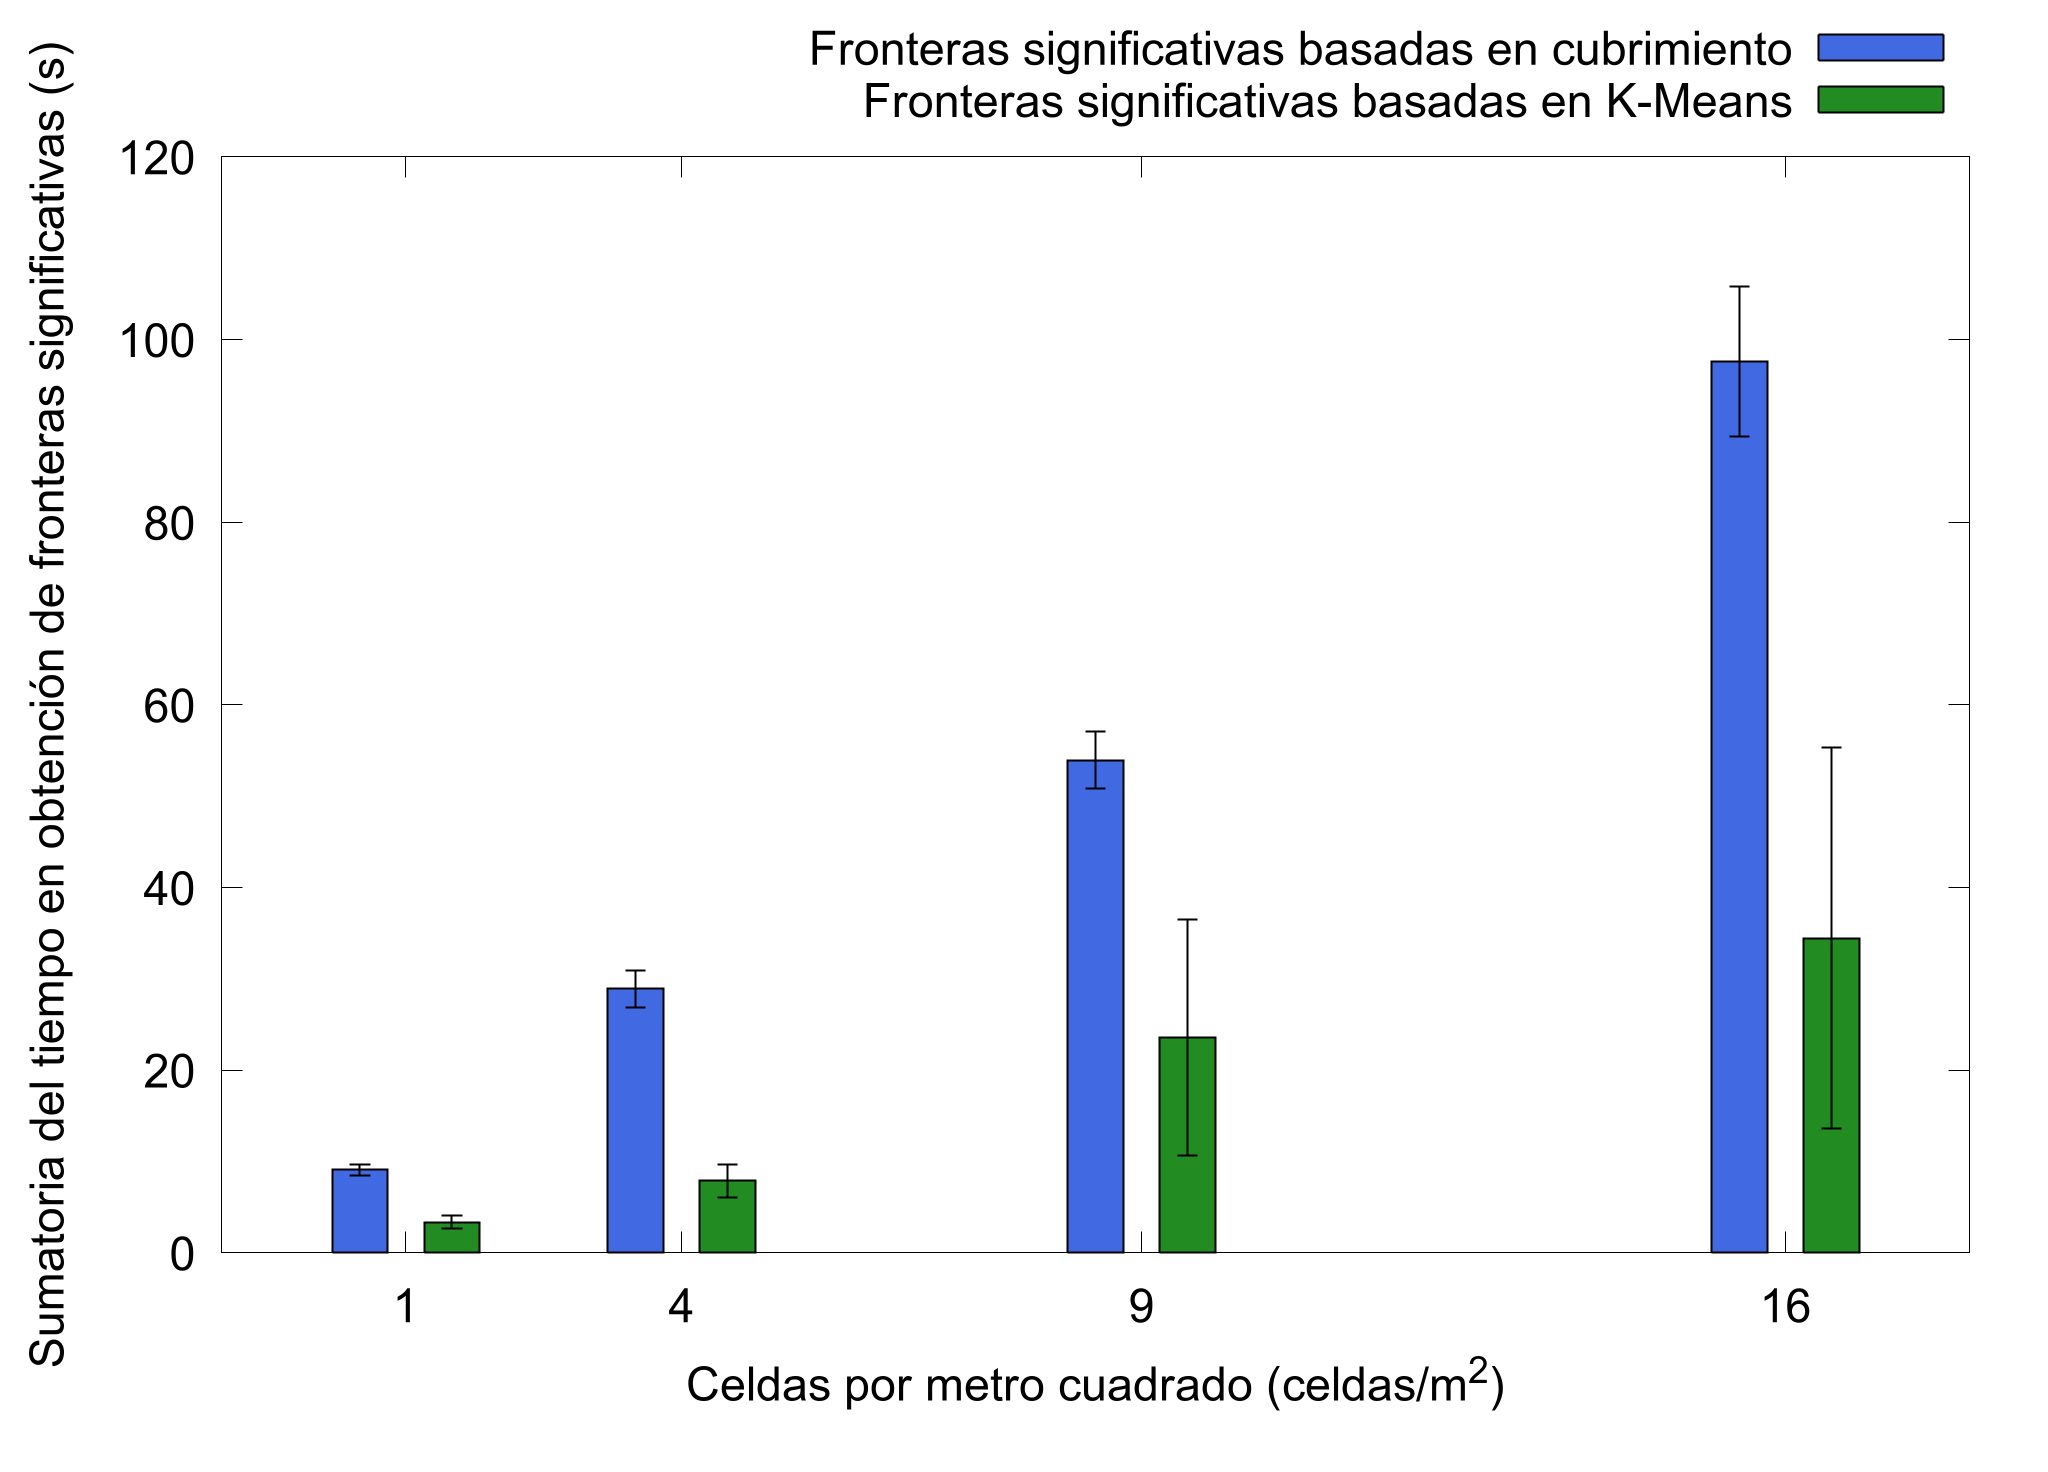 Fronteras significativas basadas en cubrimiento
Fronteras significativas basadas en K-Means
Sumatoria del tiempo en obtención de fronteras significativas (s)
120
100
80
60
40
20
0
1 4 9 16
Celdas por metro cuadrado (celdas/m²)